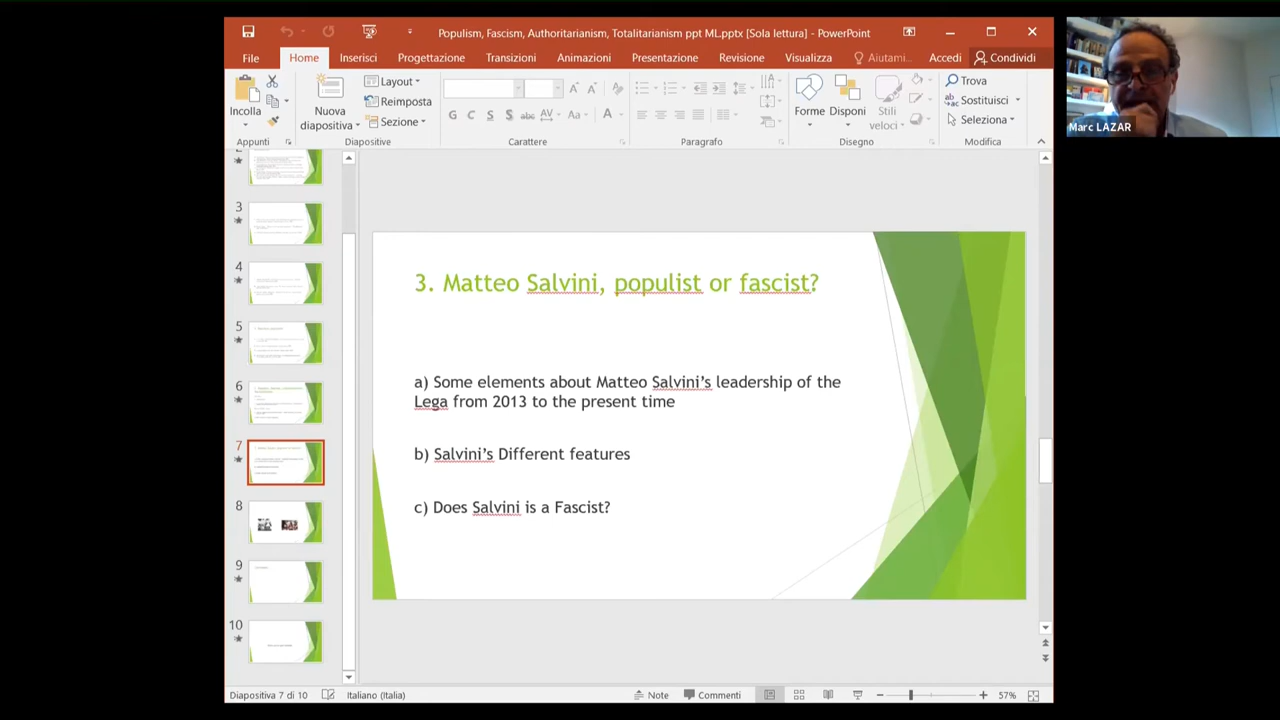 Populism, Fascism, Authoritarianism, Totalitarianism ppt ML.pptx [Sola lettura] - PowerPoint
File Home Inserisci Progettazione Transizioni Animazioni Presentazione Revisione Visualizza Aiutami... Accedi Condividi
Incolla
Nuova
diapositiva
Layout
Reimposta
Sezione
G C S S abc AV Aa A
Forme
Disponi
Stili
veloci
Trova
Sostituisci
Seleziona
Appunti Diapositive Carattere Paragrafo Disegno Modifica
Marc LAZAR
2
3
4
5
6
7
8
9
10
3. Matteo Salvini, populist or fascist?
a) Some elements about Matteo Salvini's leadership of the
Lega from 2013 to the present time
b) Salvini's Different features
c) Does Salvini is a Fascist?
Diapositiva 7 di 10 Italiano (Italia) Note Commenti 57%